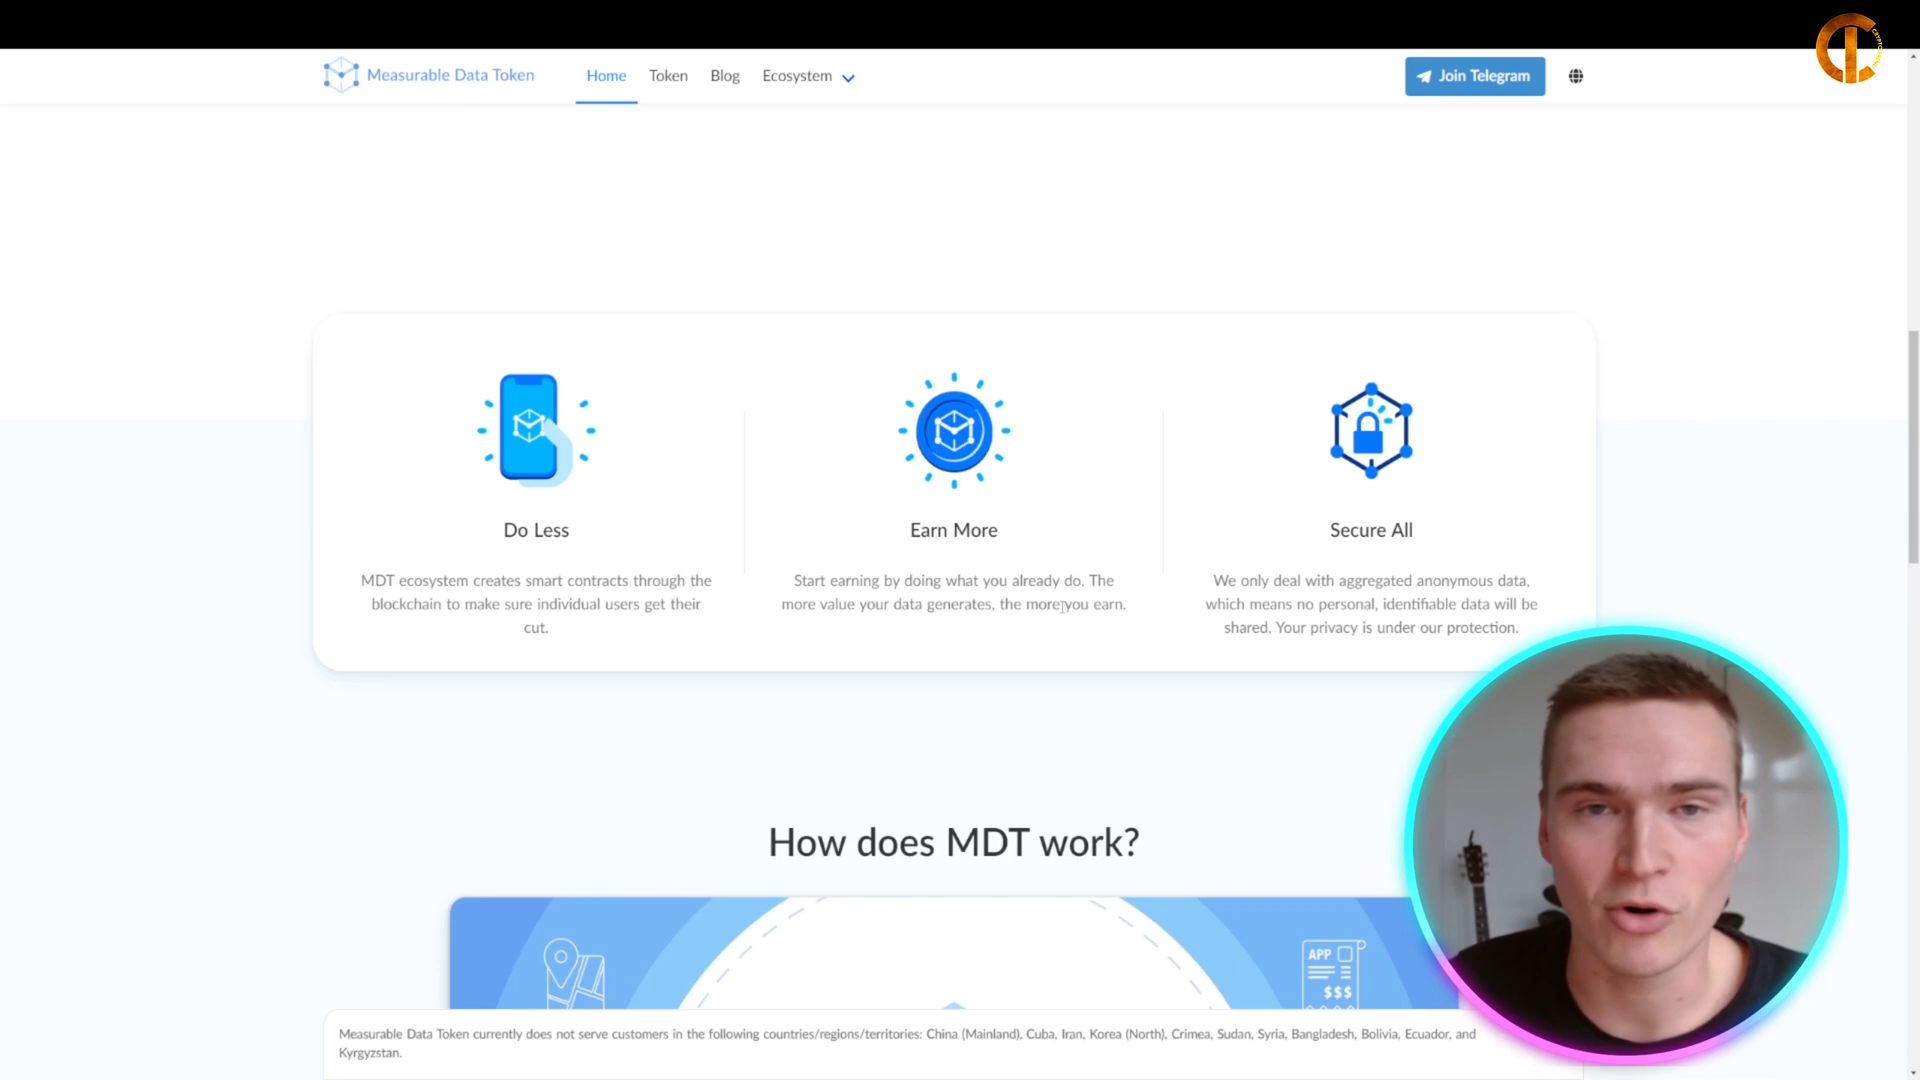 Measurable Data Token
Home
Token
Blog
Ecosystem
Join Telegram
Do Less
MDT ecosystem creates smart contracts through the
blockchain to make sure individual users get their
cut.
Earn More
Start earning by doing what you already do. The
more value your data generates, the more you earn.
Secure All
We only deal with aggregated anonymous data,
which means no personal, identifiable data will be
shared. Your privacy is under our protection.
How does MDT work?
APP
$$$
Measurable Data Token currently does not serve customers in the following countries/regions/territories: China (Mainland), Cuba, Iran, Korea (North), Crimea, Sudan, Syria, Bangladesh, Bolivia, Ecuador, and
Kyrgyzstan.